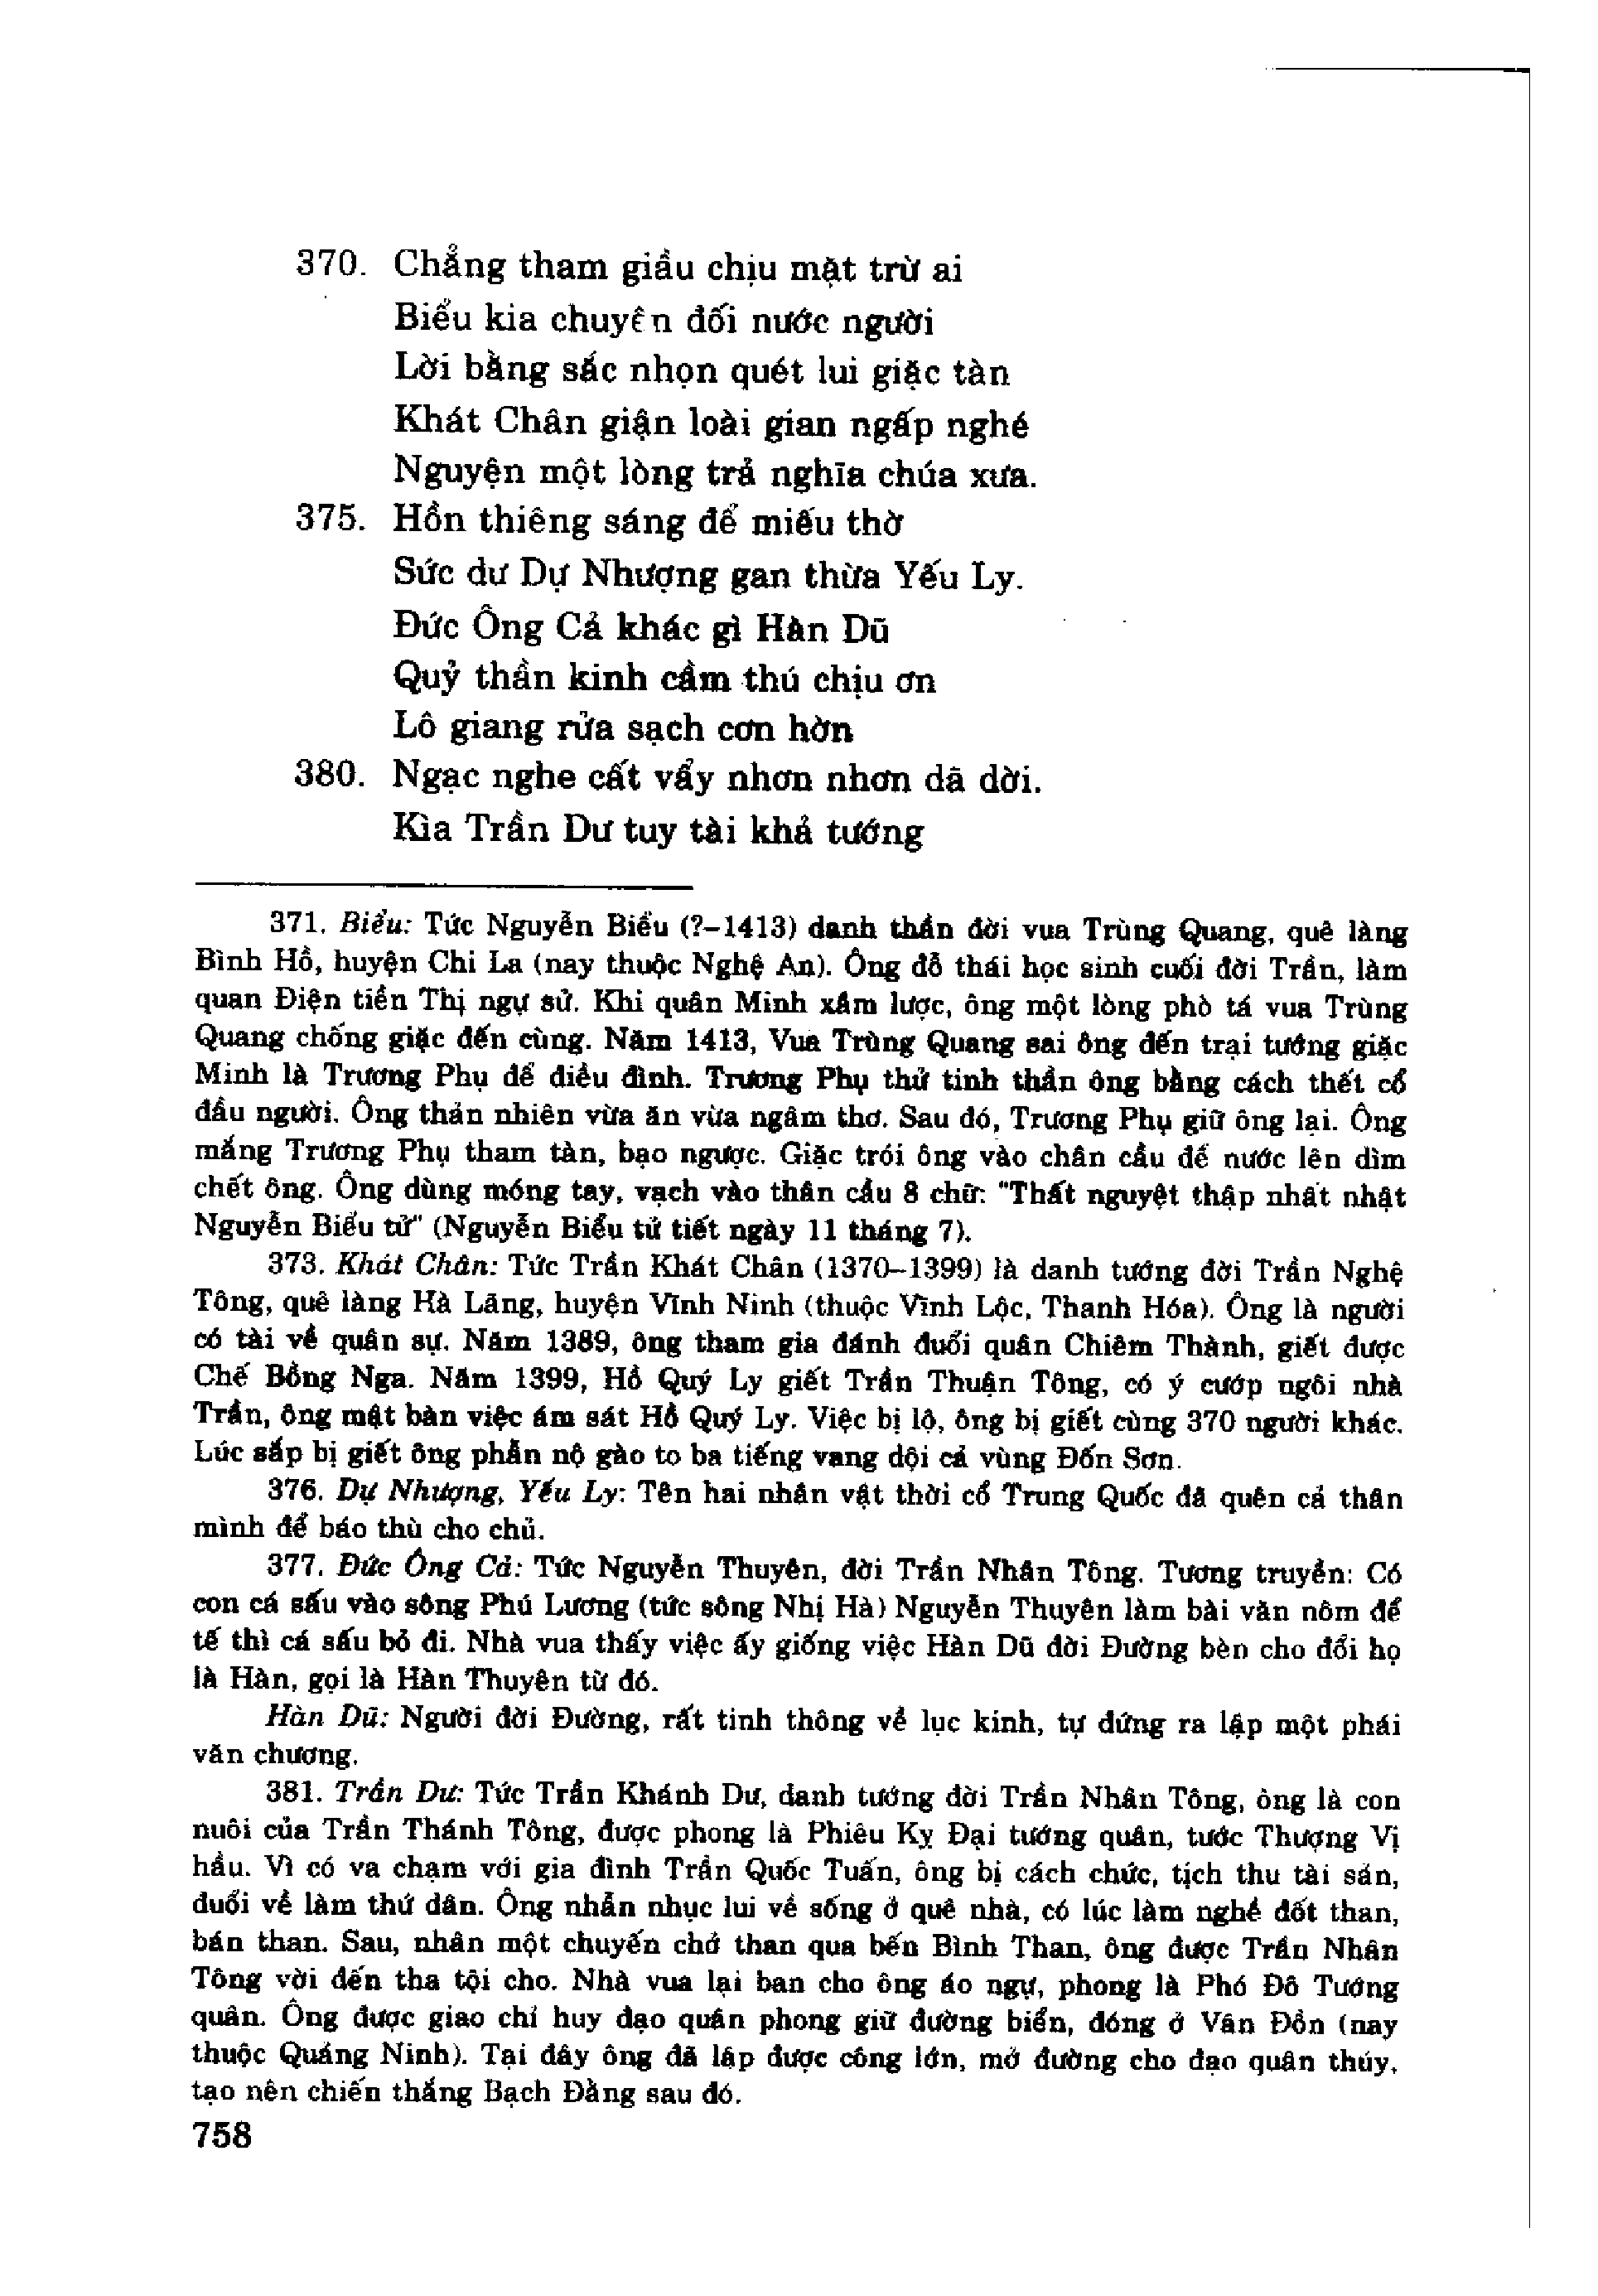 370. Chẳng tham giầu chịu mặt trừ ai
Biểu kia chuyên đối nước người
Lời bằng sắc nhọn quét lui giặc tàn
Khát Chân giận loài gian ngấp nghé
Nguyện một lòng trả nghĩa chúa xưa.
375. Hồn thiêng sáng để miếu thờ
Sức dư Dự Nhượng gan thừa Yếu Ly.
Đức Ông Cả khác gì Hàn Dũ
Quỷ thần kinh cầm thú chịu ơn
Lô giang rửa sạch cơn hờn
380. Ngạc nghe cất vẩy nhơn nhơn dã dời.
Kìa Trần Dư tuy tài khả tướng
371. Biểu: Tức Nguyễn Biểu (?–1413) danh thần đời vua Trùng Quang, quê làng
Bình Hồ, huyện Chi La (nay thuộc Nghệ An). Ông đỗ thái học sinh cuối đời Trần, làm
quan Điện tiền Thị ngự sử. Khi quân Minh xâm lược, ông một lòng phò tá vua Trùng
Quang chống giặc đến cùng. Năm 1413, Vua Trùng Quang sai ông đến trại tướng giặc
Minh là Trương Phụ để điều đình. Trương Phụ thử tinh thần ông bằng cách thết cỗ
đầu người. Ông thản nhiên vừa ăn vừa ngâm thơ. Sau đó, Trương Phụ giữ ông lại. Ông
mắng Trương Phụ tham tàn, bạo ngược. Giặc trói ông vào chân cầu để nước lên dìm
chết ông. Ông dùng móng tay, vạch vào thân cầu 8 chữ: "Thất nguyệt thập nhất nhật
Nguyễn Biểu tử" (Nguyễn Biểu tử tiết ngày 11 tháng 7).
373. Khát Chân: Tức Trần Khát Chân (1370–1399) là danh tướng đời Trần Nghệ
Tông, quê làng Hà Lãng, huyện Vĩnh Ninh (thuộc Vĩnh Lộc, Thanh Hóa). Ông là người
có tài về quân sự. Năm 1389, ông tham gia đánh đuổi quân Chiêm Thành, giết được
Chế Bồng Nga. Năm 1399, Hồ Quý Ly giết Trần Thuận Tông, có ý cướp ngôi nhà
Trần, ông mật bàn việc ám sát Hồ Quý Ly. Việc bị lộ, ông bị giết cùng 370 người khác.
Lúc sắp bị giết ông phẫn nộ gào to ba tiếng vang dội cả vùng Đốn Sơn.
376. Dự Nhượng, Yếu Ly: Tên hai nhân vật thời cổ Trung Quốc đã quên cả thân
mình để báo thù cho chủ.
377. Đức Ông Cả: Tức Nguyễn Thuyên, đời Trần Nhân Tông. Tương truyền: Có
con cá sấu vào sông Phú Lương (tức sông Nhị Hà) Nguyễn Thuyên làm bài văn nôm để
tế thì cá sấu bỏ đi. Nhà vua thấy việc ấy giống việc Hàn Dũ đời Đường bèn cho đổi họ
là Hàn, gọi là Hàn Thuyên từ đó.
Hàn Dũ: Người đời Đường, rất tinh thông về lục kinh, tự đứng ra lập một phái
văn chương.
381. Trần Dư: Tức Trần Khánh Dư, danh tướng đời Trần Nhân Tông, ông là con
nuôi của Trần Thánh Tông, được phong là Phiêu Kỵ Đại tướng quân, tước Thượng Vị
hầu. Vì có va chạm với gia đình Trần Quốc Tuấn, ông bị cách chức, tịch thu tài sản,
đuổi về làm thứ dân. Ông nhẫn nhục lui về sống ở quê nhà, có lúc làm nghề đốt than,
bán than. Sau, nhân một chuyến chở than qua bến Bình Than, ông được Trần Nhân
Tông vời đến tha tội cho. Nhà vua lại ban cho ông áo ngự, phong là Phó Đô Tướng
quân. Ông được giao chỉ huy đạo quân phong giữ đường biển, đóng ở Vân Đồn (nay
thuộc Quảng Ninh). Tại đây ông đã lập được công lớn, mở đường cho đạo quân thủy,
tạo nên chiến thắng Bạch Đằng sau đó.
758